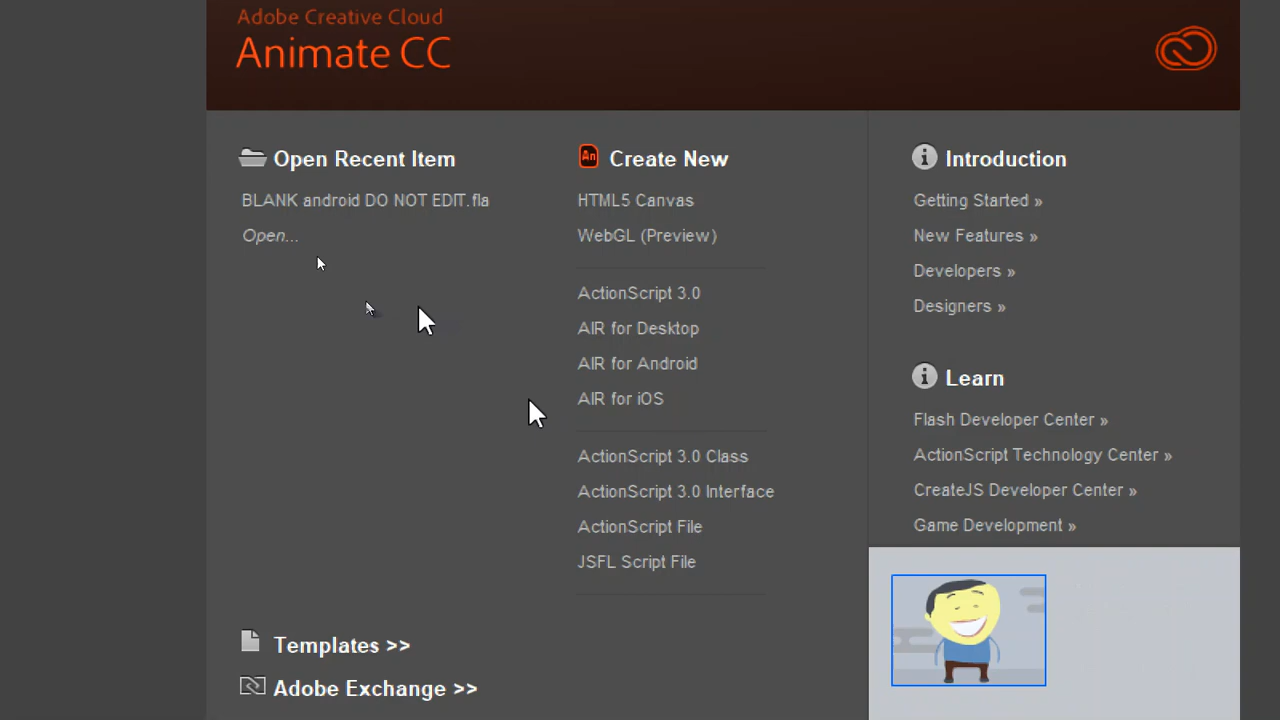 Adobe Creative Cloud
Animate CC
Open Recent Item
BLANK android DO NOT EDIT.fla
Open...
Templates >>
Adobe Exchange >>
Create New
An
HTML5 Canvas
WebGL (Preview)
ActionScript 3.0
AIR for Desktop
AIR for Android
AIR for iOS
ActionScript 3.0 Class
ActionScript 3.0 Interface
ActionScript File
JSFL Script File
Introduction
Getting Started »
New Features »
Developers »
Designers »
Learn
Flash Developer Center »
ActionScript Technology Center »
CreateJS Developer Center »
Game Development »